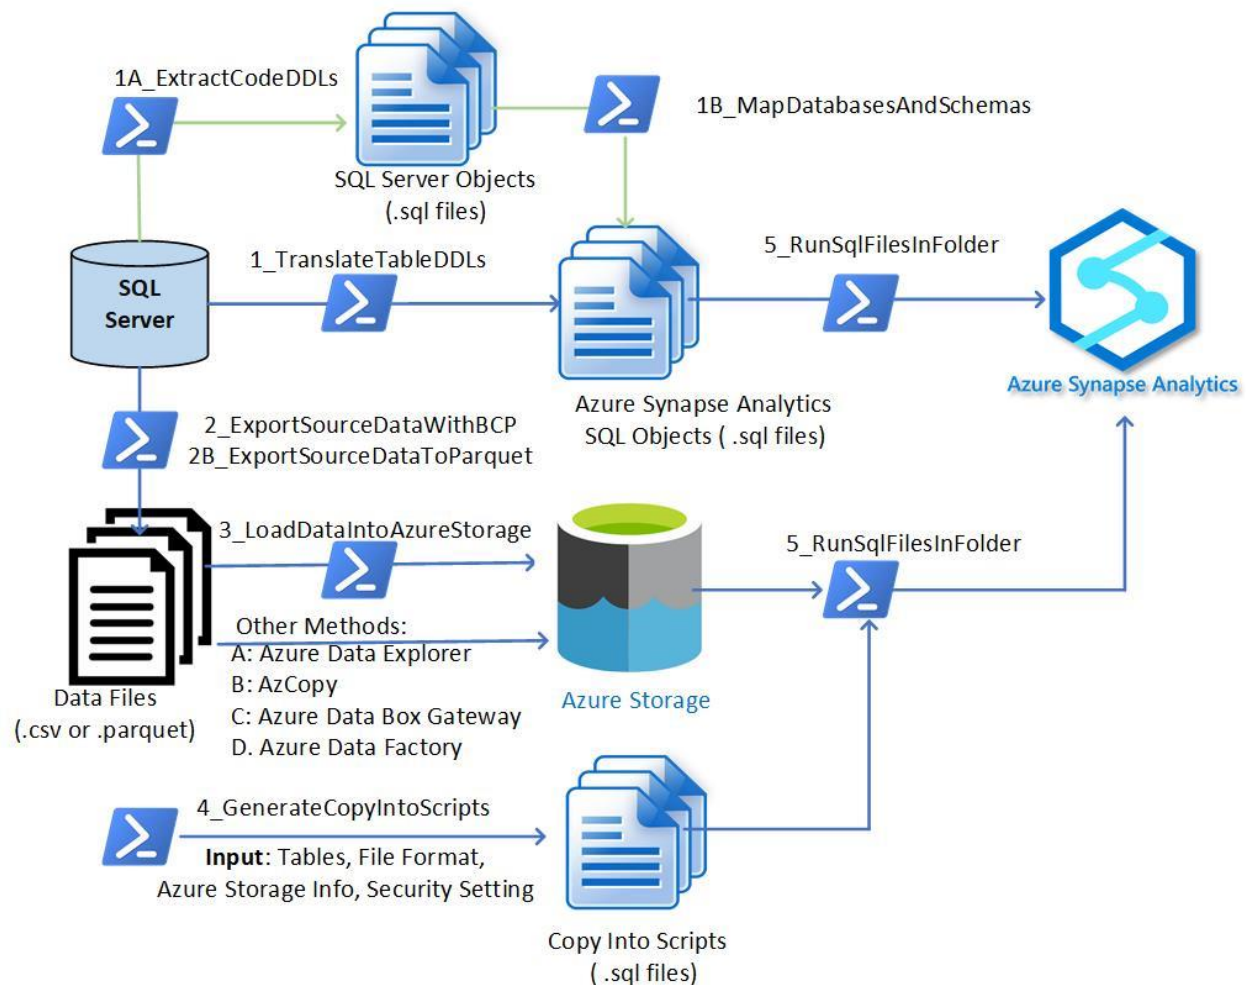 1A_ExtractCodeDDLs
1B_MapDatabasesAndSchemas
SQL Server Objects
(.sql files)
SQL
Server
1_TranslateTableDDLs
5_RunSqlFilesInFolder
Azure Synapse Analytics
Azure Synapse Analytics
SQL Objects ( .sql files)
2_ExportSourceDataWithBCP
2B_ExportSourceDataToParquet
3_LoadDataIntoAzureStorage
5_RunSqlFilesInFolder
Other Methods:
A: Azure Data Explorer
B: AzCopy
C: Azure Data Box Gateway
D. Azure Data Factory
Data Files
(.csv or .parquet)
Azure Storage
4_GenerateCopyIntoScripts
Input: Tables, File Format,
Azure Storage Info, Security Setting
Copy Into Scripts
( .sql files)